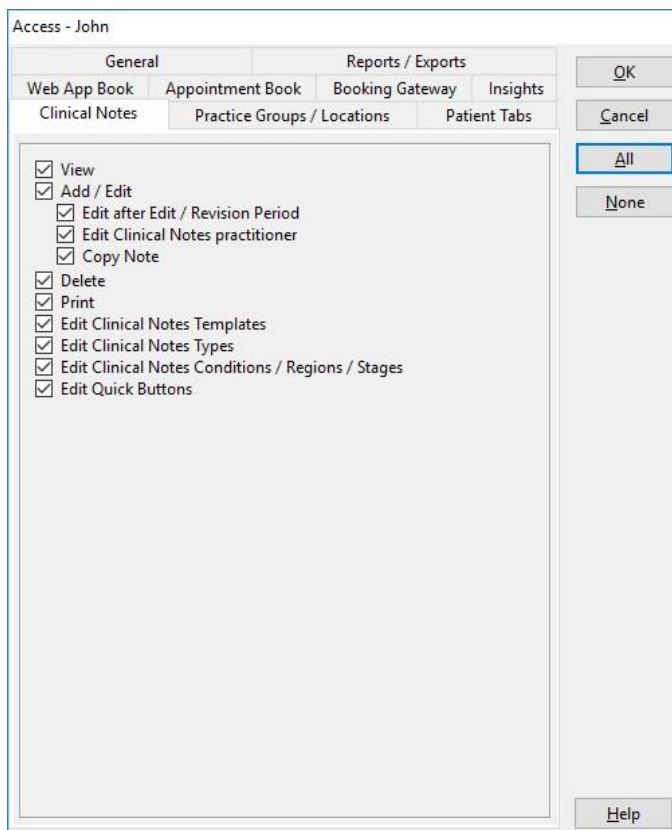 Access - John
General Reports / Exports
Web App Book Appointment Book Booking Gateway Insights
Clinical Notes Practice Groups / Locations Patient Tabs
View
Add / Edit
Edit after Edit / Revision Period
Edit Clinical Notes practitioner
Copy Note
Delete
Print
Edit Clinical Notes Templates
Edit Clinical Notes Types
Edit Clinical Notes Conditions / Regions / Stages
Edit Quick Buttons
OK
Cancel
All
None
Help